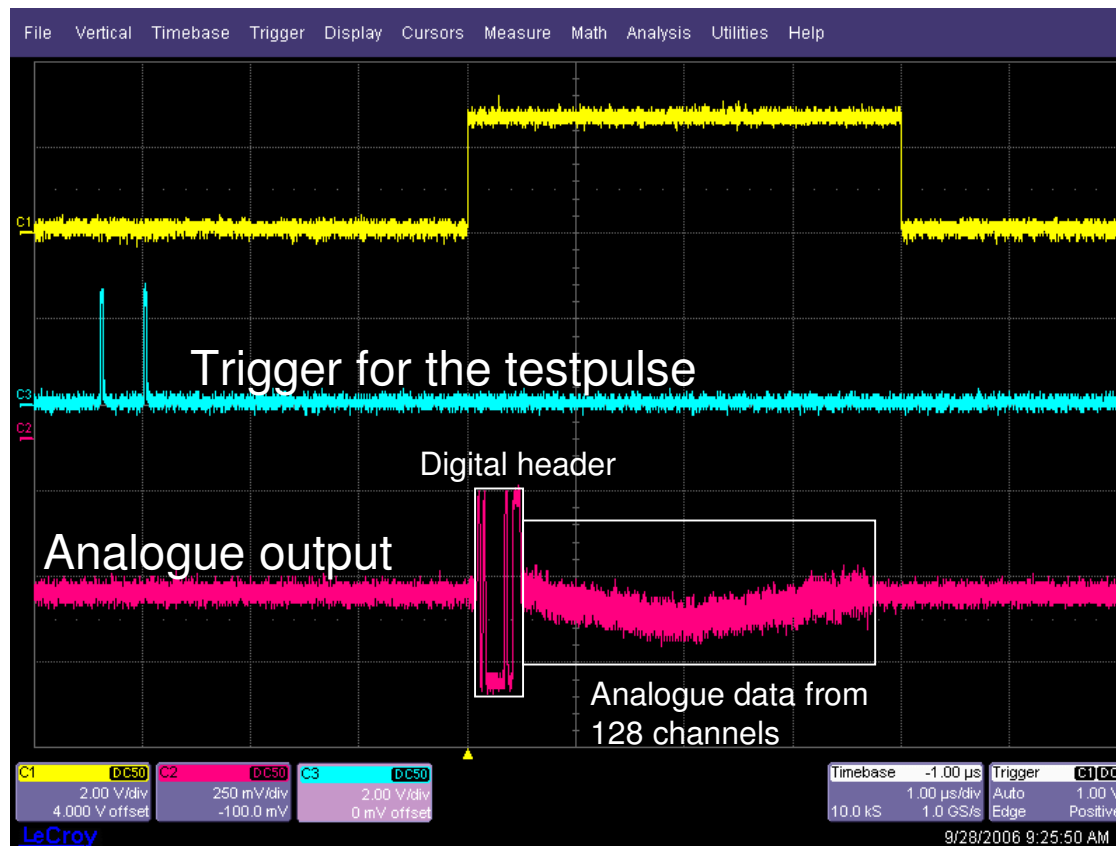 File Vertical Timebase Trigger Display Cursors Measure Math Analysis Utilities Help
C1
Trigger for the testpulse
C3
C2
Digital header
Analogue output
Analogue data from
128 channels
C1 DC50
2.00 V/div
4.000 V offset
C2 DC50
250 mV/div
-100.0 mV
C3 DC50
2.00 V/div
0 mV offset
Timebase -1.00 µs
1.00 µs/div
10.0 kS 1.0 GS/s
Trigger C1 DC
Auto 1.00 V
Edge Positive
LeCroy
9/28/2006 9:25:50 AM